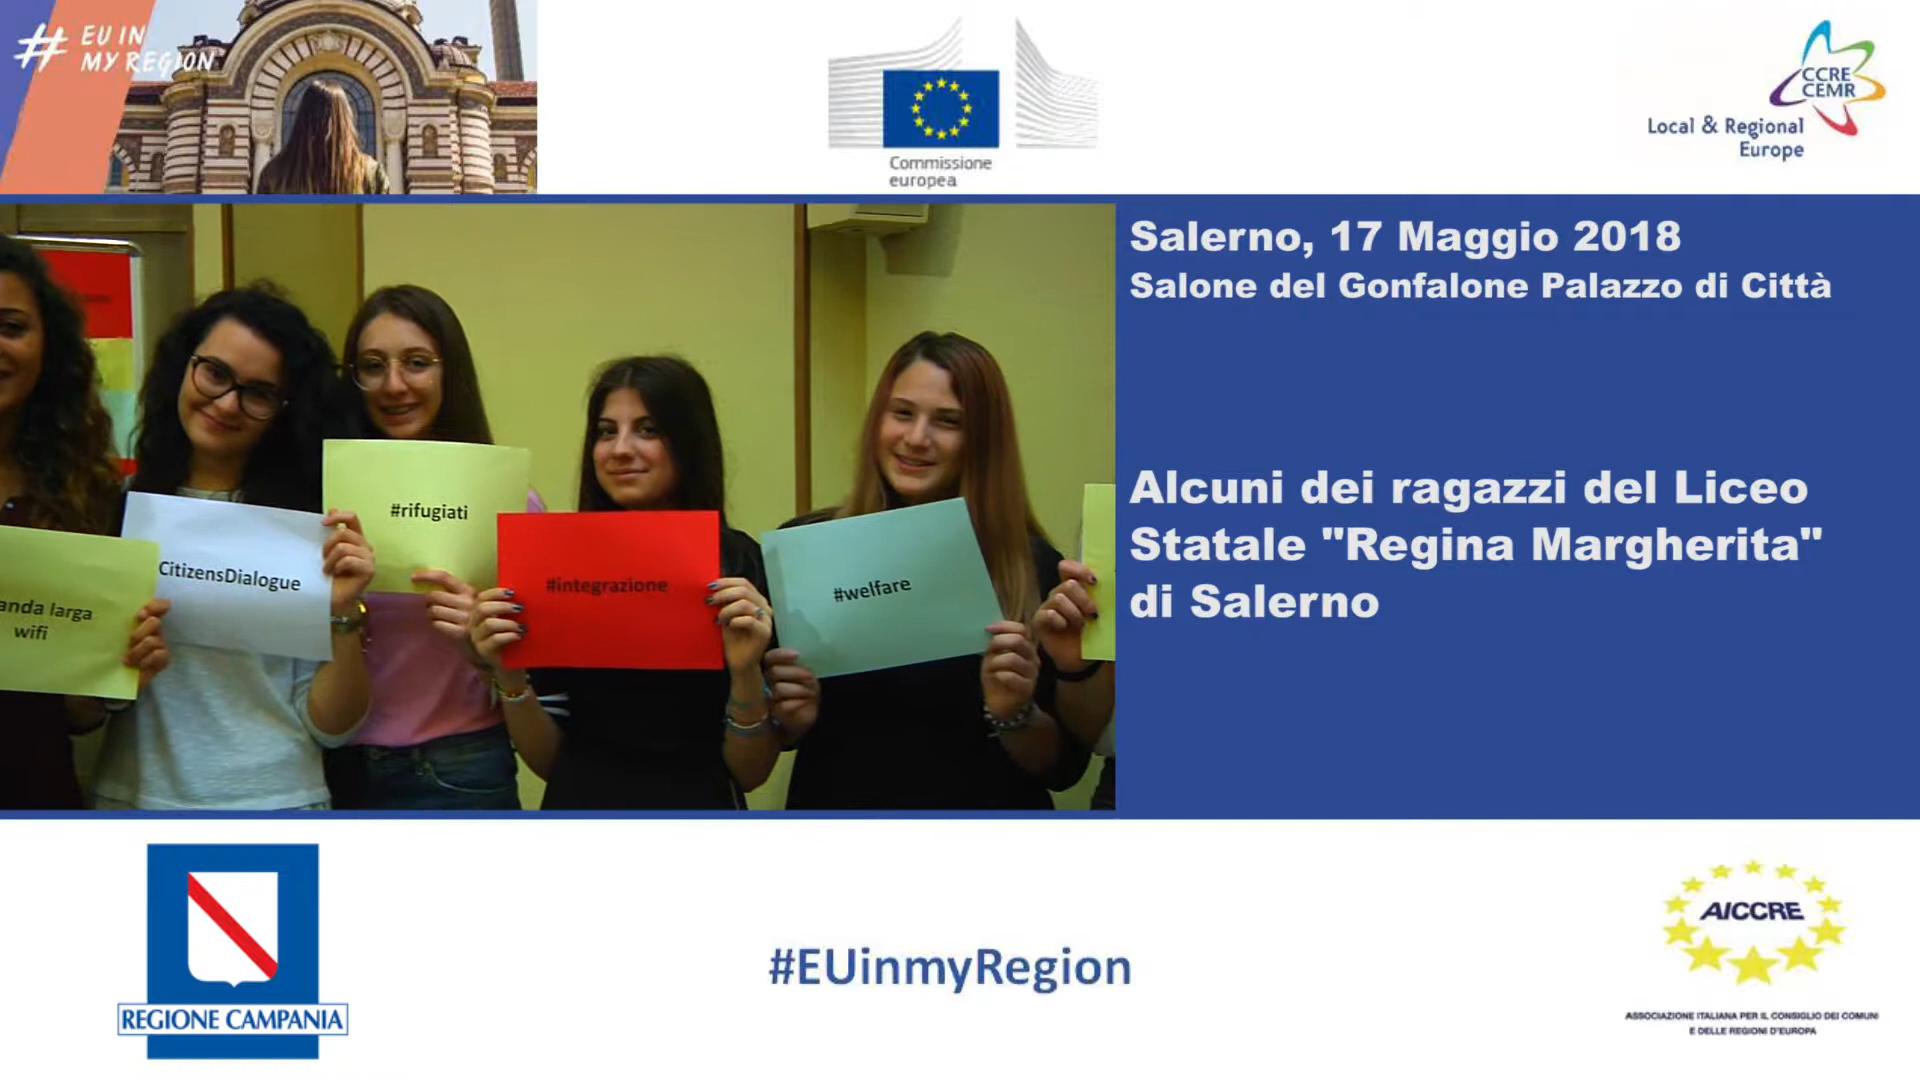 # EU IN
MY REGION
Commissione
europea
CCRE
CEMR
Local & Regional
Europe
Salerno, 17 Maggio 2018
Salone del Gonfalone Palazzo di Città
Alcuni dei ragazzi del Liceo
Statale "Regina Margherita"
di Salerno
anda larga
wifi
CitizensDialogue
#rifugiati
#integrazione
#welfare
REGIONE CAMPANIA
#EUinmyRegion
AICCRE
ASSOCIAZIONE ITALIANA PER IL CONSIGLIO DEI COMUNI
E DELLE REGIONI D'EUROPA